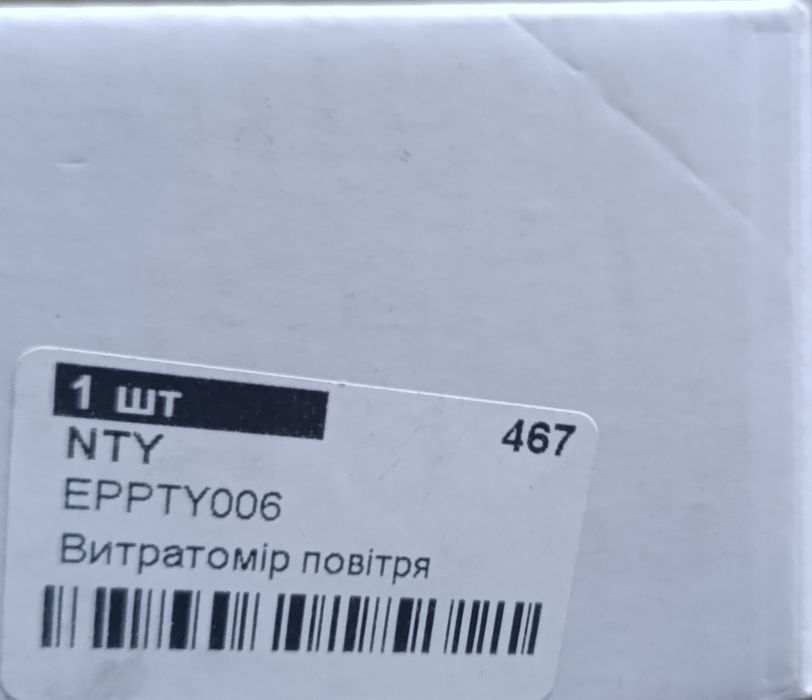 1 шт
467
NTY
EPPTY006
Витратомір повітря